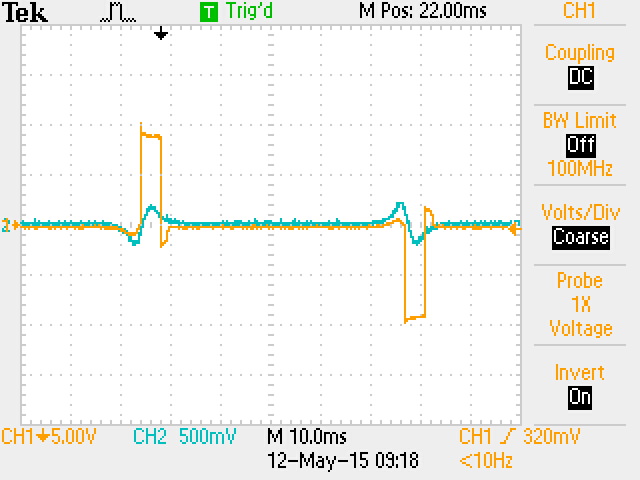 Tek T Trig'd M Pos: 22.00ms CH1
Coupling
DC
BW Limit
Off
100MHz
Volts/Div
Coarse
Probe
1X
Voltage
Invert
On
CH1 5.00V CH2 500mV M 10.0ms CH1 320mV
12-May-15 09:18 <10Hz